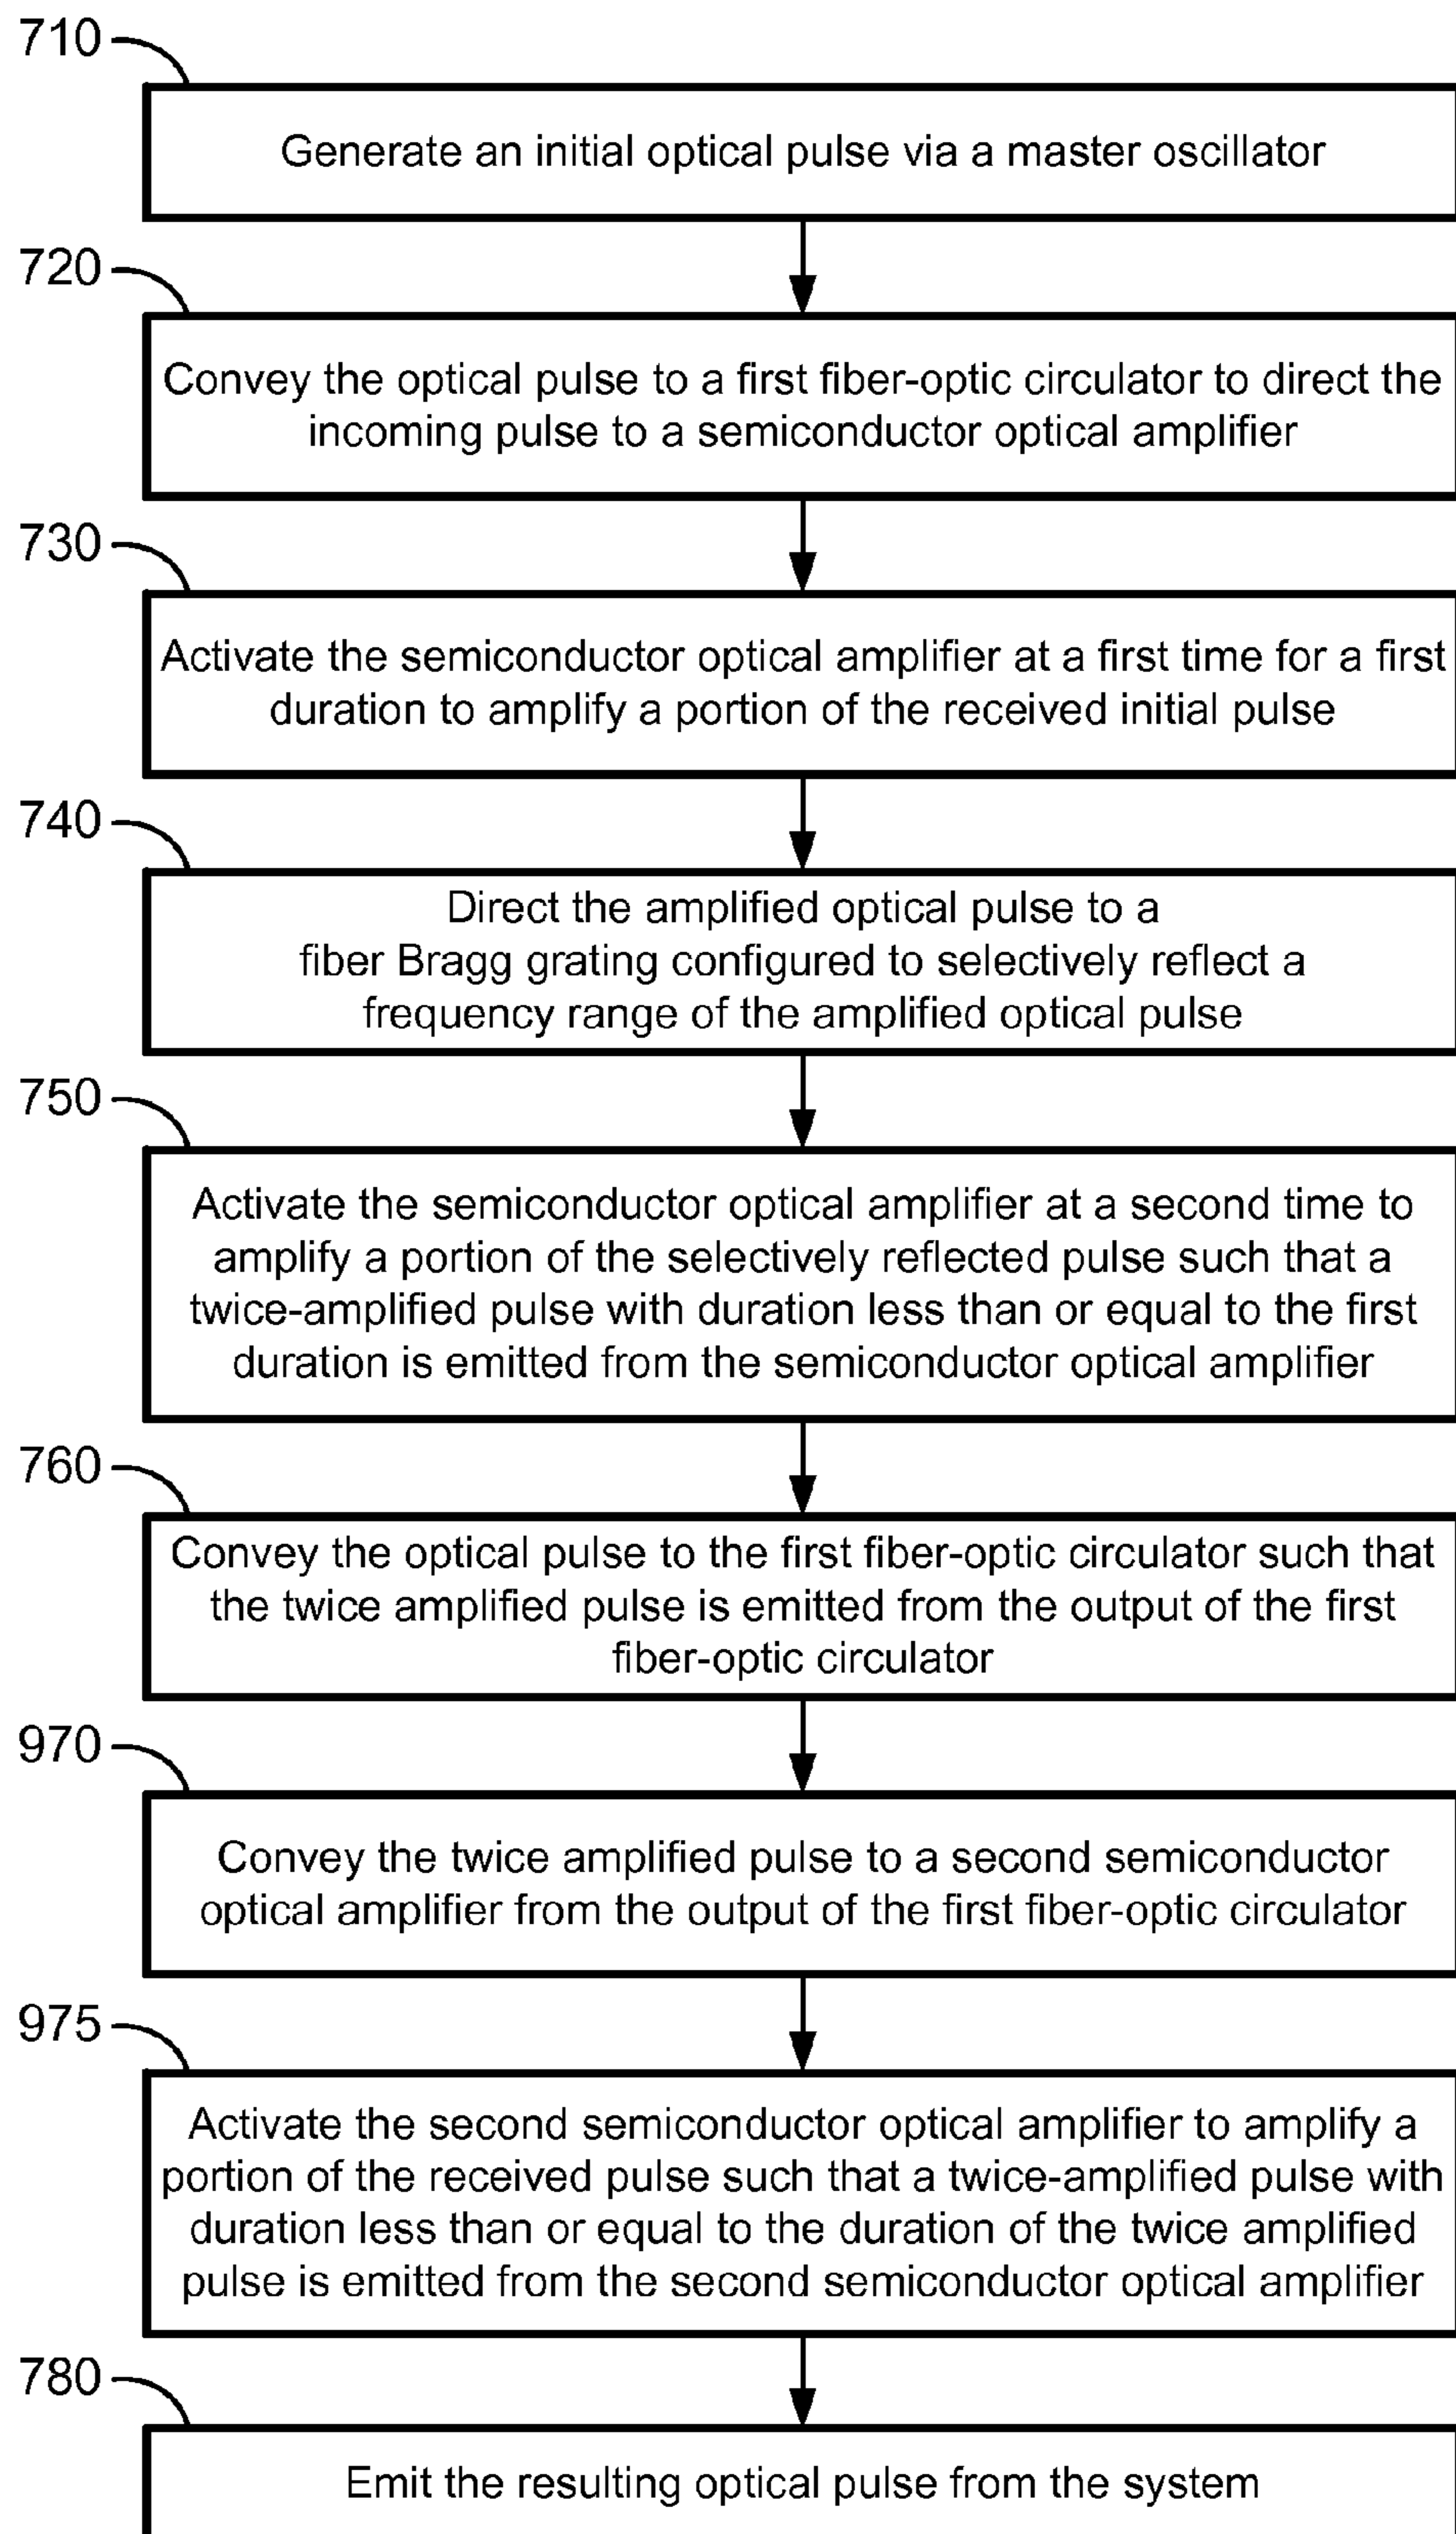 710
Generate an initial optical pulse via a master oscillator
720
Convey the optical pulse to a first fiber-optic circulator to direct the
incoming pulse to a semiconductor optical amplifier
730
Activate the semiconductor optical amplifier at a first time for a first
duration to amplify a portion of the received initial pulse
740
Direct the amplified optical pulse to a
fiber Bragg grating configured to selectively reflect a
frequency range of the amplified optical pulse
750
Activate the semiconductor optical amplifier at a second time to
amplify a portion of the selectively reflected pulse such that a
twice-amplified pulse with duration less than or equal to the first
duration is emitted from the semiconductor optical amplifier
760
Convey the optical pulse to the first fiber-optic circulator such that
the twice amplified pulse is emitted from the output of the first
fiber-optic circulator
970
Convey the twice amplified pulse to a second semiconductor
optical amplifier from the output of the first fiber-optic circulator
975
Activate the second semiconductor optical amplifier to amplify a
portion of the received pulse such that a twice-amplified pulse with
duration less than or equal to the duration of the twice amplified
pulse is emitted from the second semiconductor optical amplifier
780
Emit the resulting optical pulse from the system